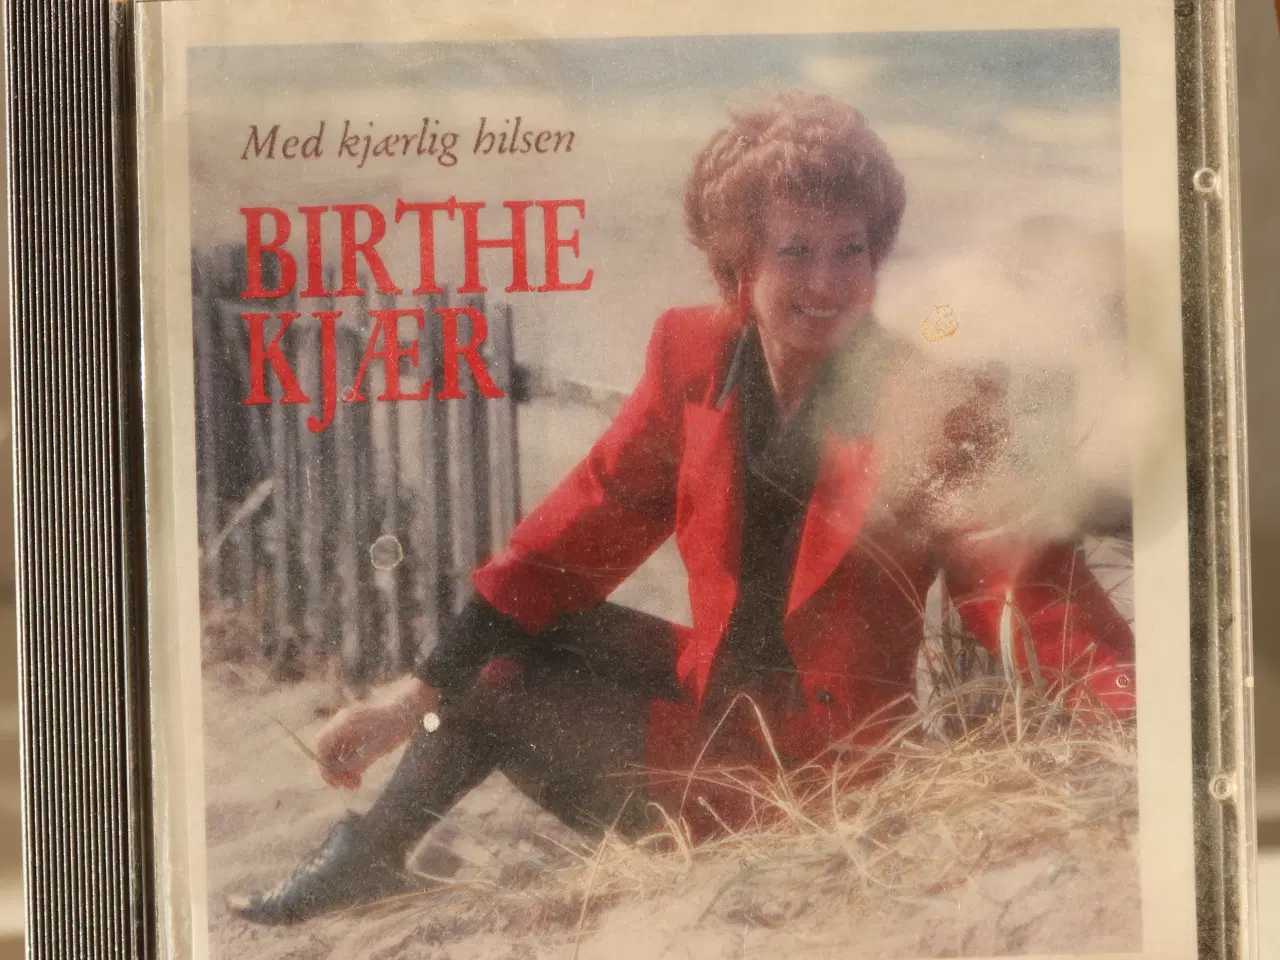 Med kjærlig hilsen
BIRTHE
KJÆR